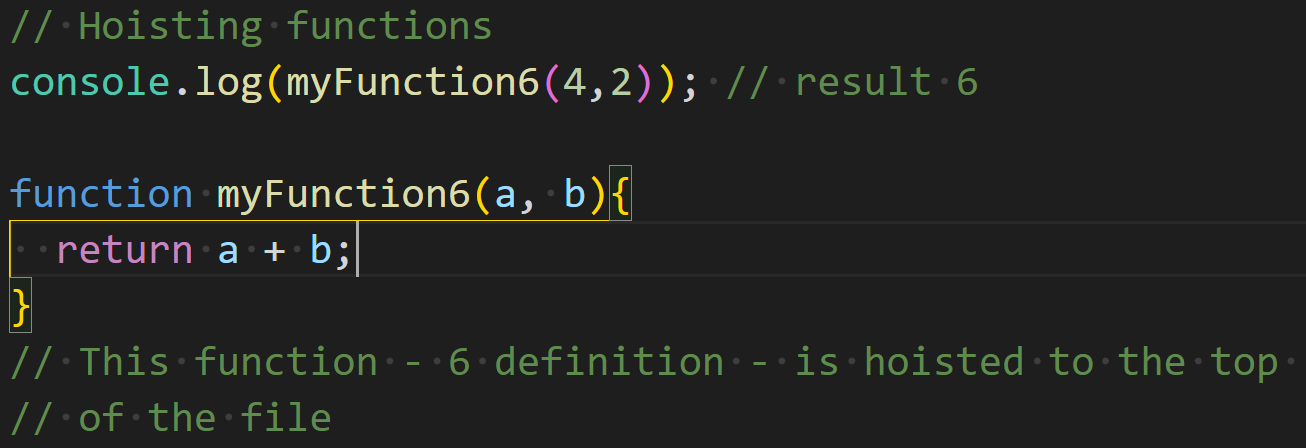 // Hoisting functions
console.log(myFunction6(4,2)); // result 6
function myFunction6(a, b){
return a + b;
}
// This function - 6 definition - is hoisted to the top
// of the file